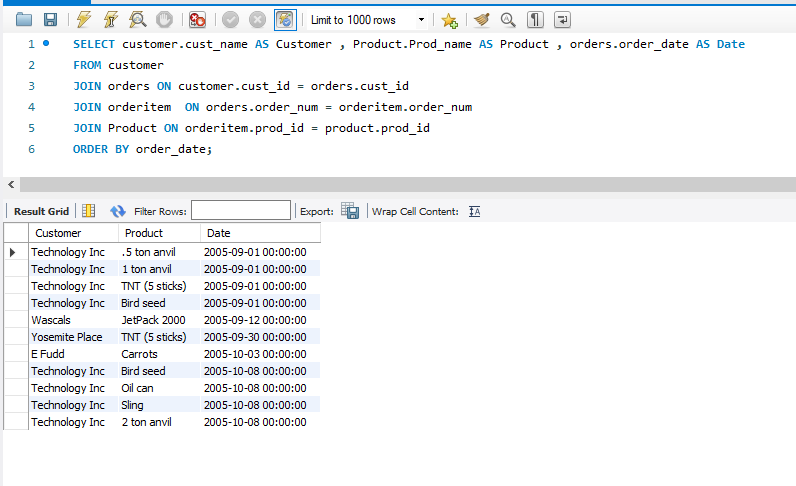 Limit to 1000 rows
1 SELECT customer.cust_name AS Customer , Product.Prod_name AS Product , orders.order_date AS Date
2 FROM customer
3 JOIN orders ON customer.cust_id = orders.cust_id
4 JOIN orderitem  ON orders.order_num = orderitem.order_num
5 JOIN Product ON orderitem.prod_id = product.prod_id
6 ORDER BY order_date;
Result Grid Filter Rows: Export: Wrap Cell Content: IA
Customer Product Date
Technology Inc .5 ton anvil 2005-09-01 00:00:00
Technology Inc 1 ton anvil 2005-09-01 00:00:00
Technology Inc TNT (5 sticks) 2005-09-01 00:00:00
Technology Inc Bird seed 2005-09-01 00:00:00
Wascals JetPack 2000 2005-09-12 00:00:00
Yosemite Place TNT (5 sticks) 2005-09-30 00:00:00
E Fudd Carrots 2005-10-03 00:00:00
Technology Inc Bird seed 2005-10-08 00:00:00
Technology Inc Oil can 2005-10-08 00:00:00
Technology Inc Sling 2005-10-08 00:00:00
Technology Inc 2 ton anvil 2005-10-08 00:00:00